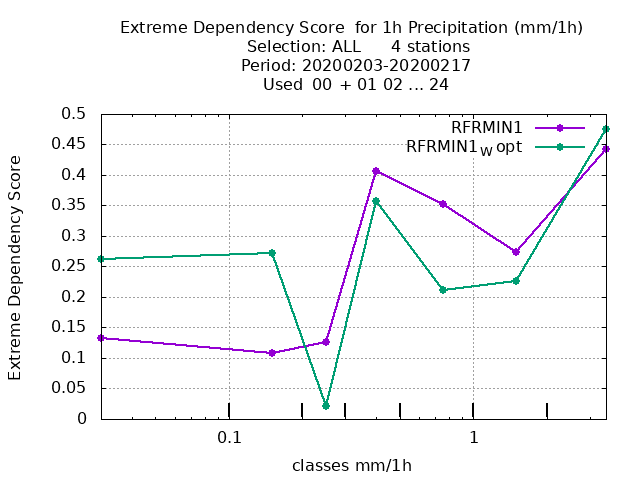 Extreme Dependency Score for 1h Precipitation (mm/1h)
Selection: ALL 4 stations
Period: 20200203-20200217
Used 00 + 01 02 ... 24
RFRMIN1
RFRMIN1W opt
Extreme Dependency Score
0.5
0.45
0.4
0.35
0.3
0.25
0.2
0.15
0.1
0.05
0
0.1 1
classes mm/1h